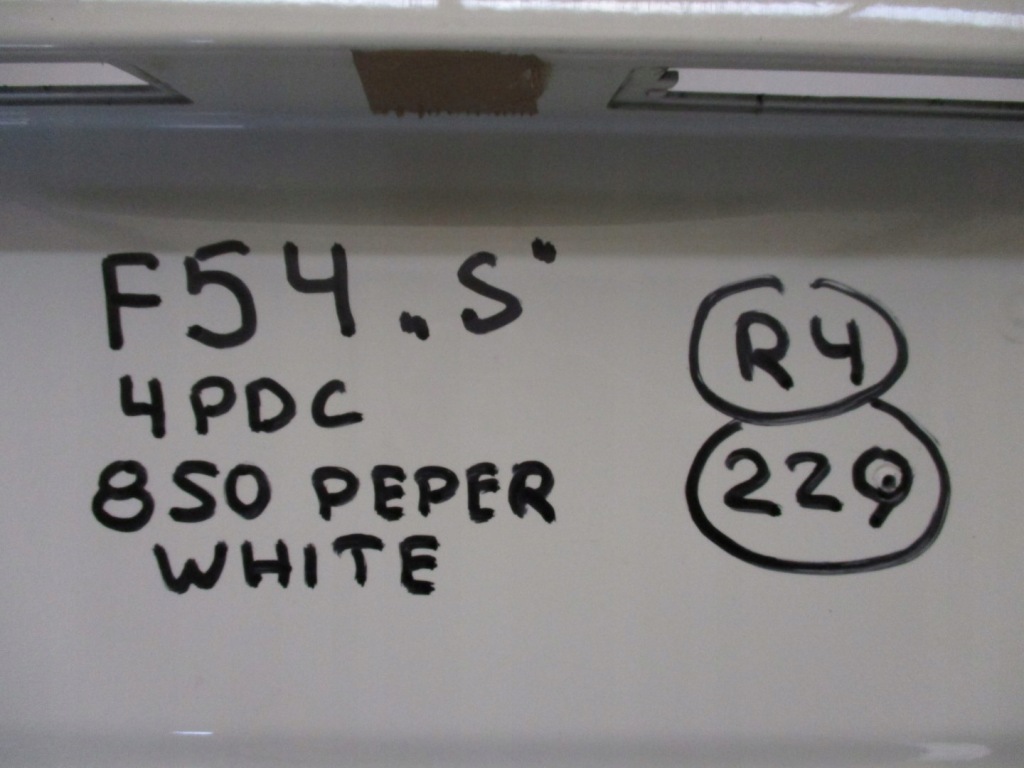 F54 „S"
4PDC
850 PEPER
WHITE
R4
229